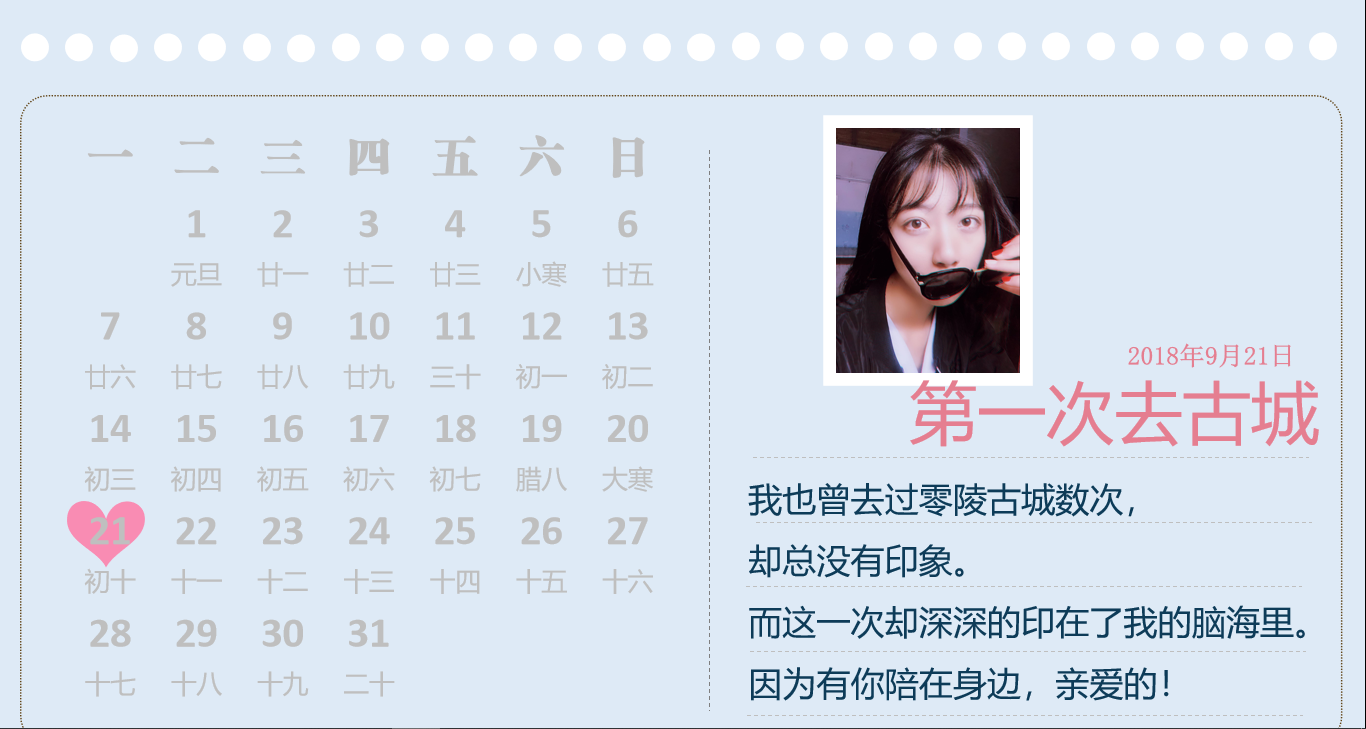 一 二 三 四 五 六 日
1 2 3 4 5 6
元旦 廿一 廿二 廿三 小寒 廿五
7 8 9 10 11 12 13
廿六 廿七 廿八 廿九 三十 初一 初二
14 15 16 17 18 19 20
初三 初四 初五 初六 初七 腊八 大寒
21 22 23 24 25 26 27
初十 十一 十二 十三 十四 十五 十六
28 29 30 31
十七 十八 十九 二十
2018年9月21日
第一次去古城
我也曾去过零陵古城数次，
却总没有印象。
而这一次却深深的印在了我的脑海里。
因为有你陪在身边，亲爱的！